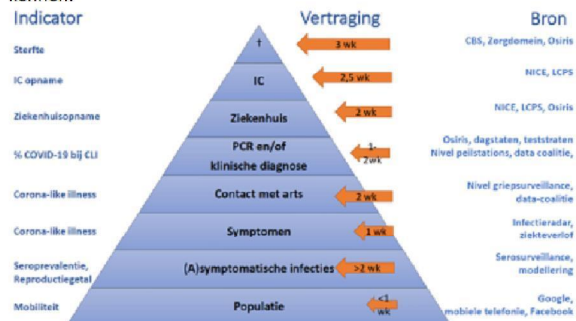 Indicator Vertraging Bron
Sterfte † 3 wk CBS, Zorgdomein, Osiris
IC opname IC 2,5 wk NICE, LCPS
Ziekenhuisopname Ziekenhuis 2 wk NICE, LCPS, Osiris
% COVID-19 bij CLI PCR en/of klinische diagnose 1-2wk Osiris, dagstaten, teststraten
Nivel peilstations, data coalitie,
Corona-like illness Contact met arts 2 wk Nivel griepsurveillance,
data-coalitie
Corona-like illness Symptomen 1 wk Infectieradar,
ziekteverlof
Seroprevalentie,
Reproductiegetal (A)symptomatische infecties >2 wk Serosurveillance,
modellering
Mobiliteit Populatie <1 wk Google,
mobiele telefonie, Facebook